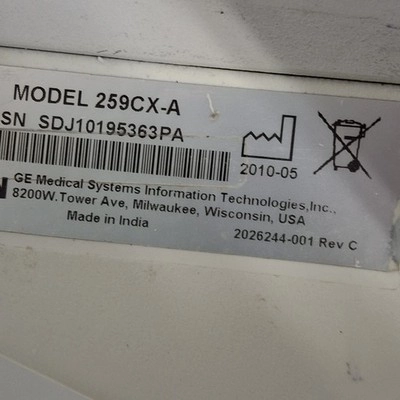 MODEL 259CX-A
SN SDJ10195363PA
2010-05
GE Medical Systems Information Technologies,Inc.,
8200W.Tower Ave, Milwaukee, Wisconsin, USA
Made in India
2026244-001 Rev C